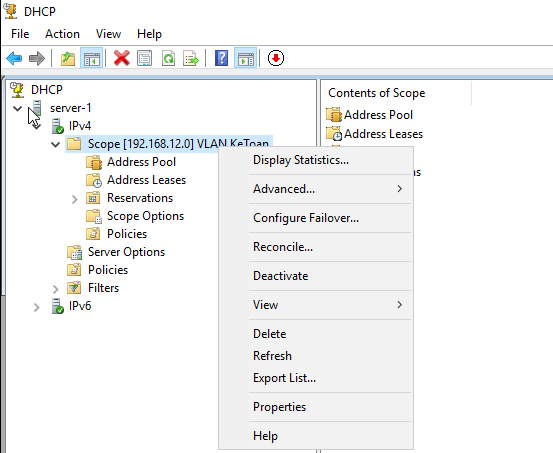 DHCP
File Action View Help
DHCP
server-1
IPv4
Scope [192.168.12.0] VLAN KeToan
Address Pool
Address Leases
Reservations
Scope Options
Policies
Server Options
Policies
Filters
IPv6
Contents of Scope
Address Pool
Address Leases
Display Statistics...
Advanced...
Configure Failover...
Reconcile...
Deactivate
View
Delete
Refresh
Export List...
Properties
Help